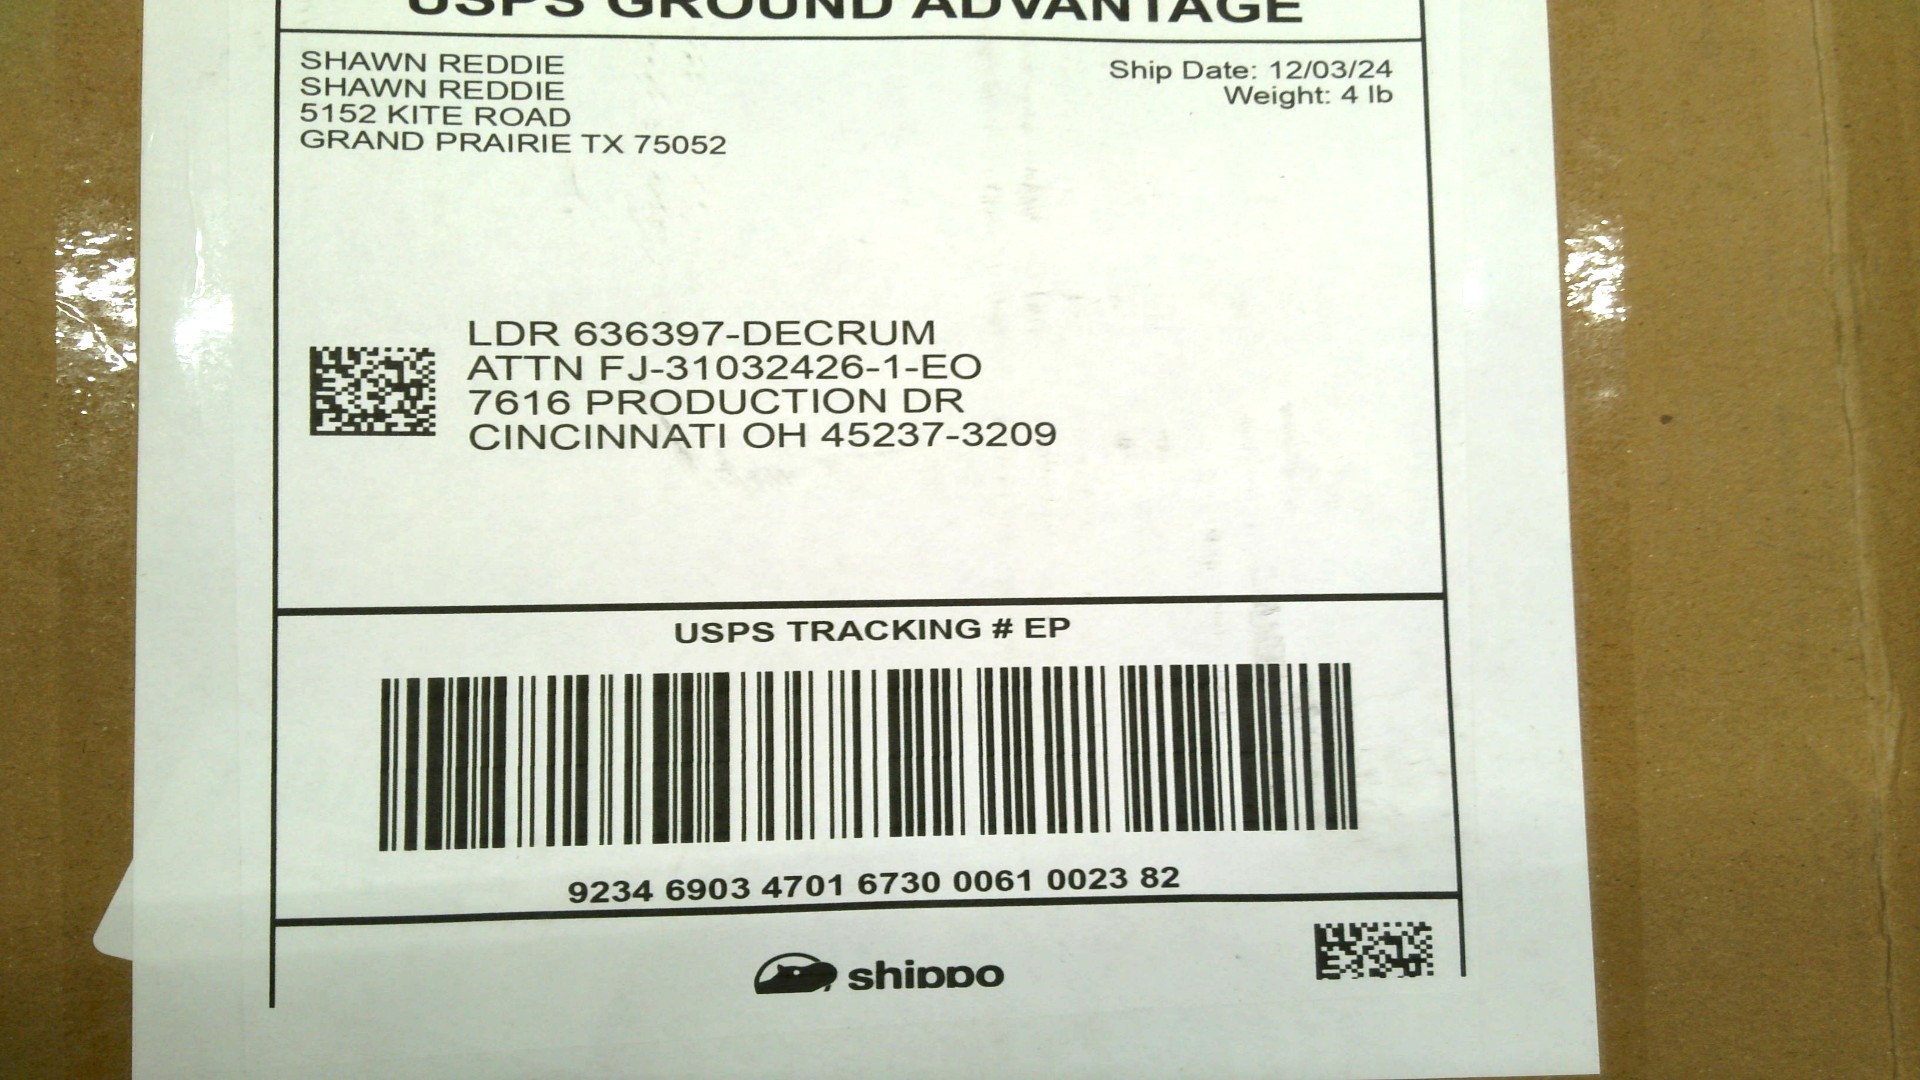 USPS GROUND ADVANTAGE
SHAWN REDDIE
SHAWN REDDIE
5152 KITE ROAD
GRAND PRAIRIE TX 75052
Ship Date: 12/03/24
Weight: 4 lb
LDR 636397-DECRUM
ATTN FJ-31032426-1-EO
7616 PRODUCTION DR
CINCINNATI OH 45237-3209
USPS TRACKING # EP
9234 6903 4701 6730 0061 0023 82
shippo